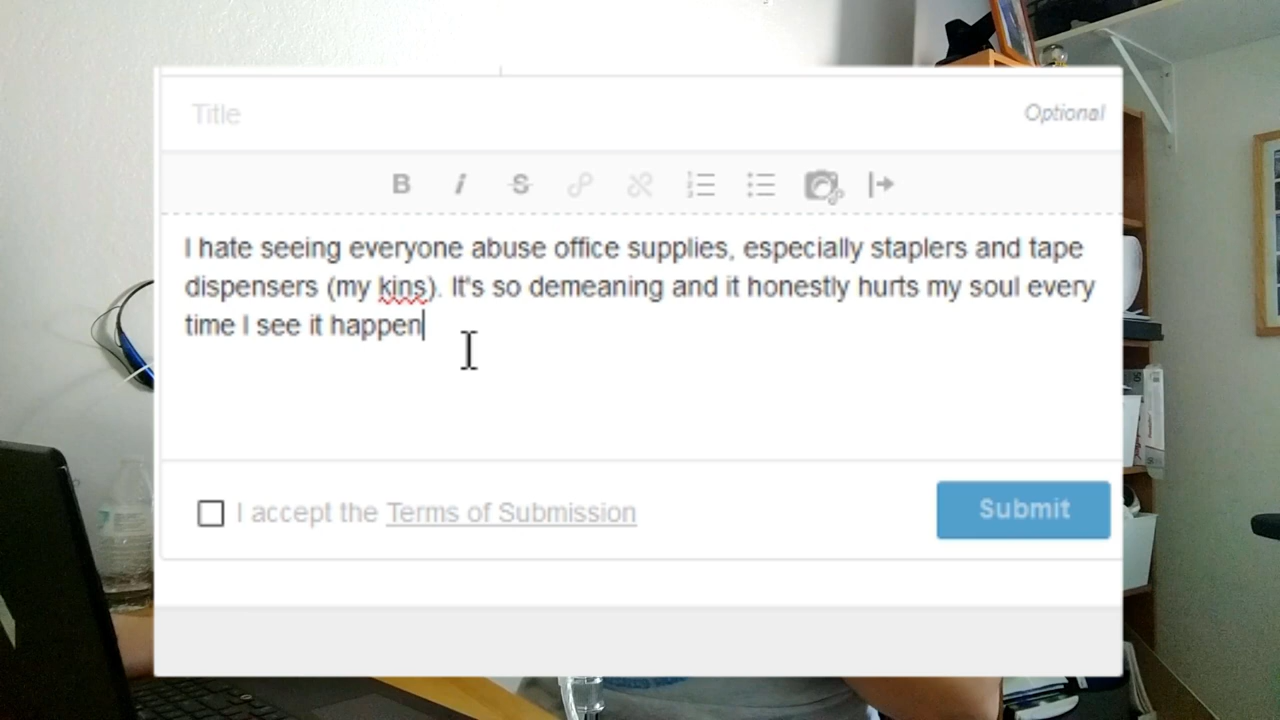 Title
Optional
B i S
I hate seeing everyone abuse office supplies, especially staplers and tape
dispensers (my kins). It's so demeaning and it honestly hurts my soul every
time I see it happen
I accept the Terms of Submission
Submit